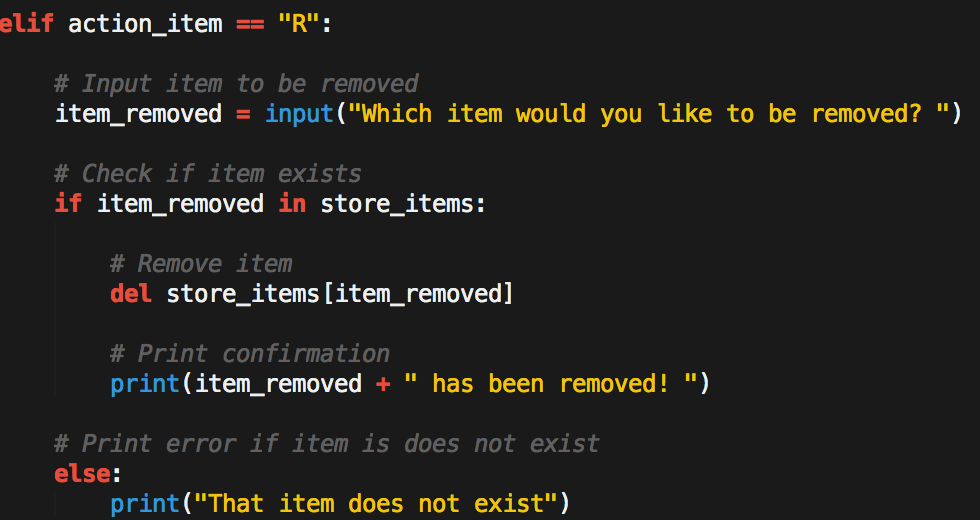 elif action_item == "R":
# Input item to be removed
item_removed = input("Which item would you like to be removed? ")
# Check if item exists
if item_removed in store_items:
# Remove item
del store_items[item_removed]
# Print confirmation
print(item_removed + " has been removed! ")
# Print error if item is does not exist
else:
print("That item does not exist")